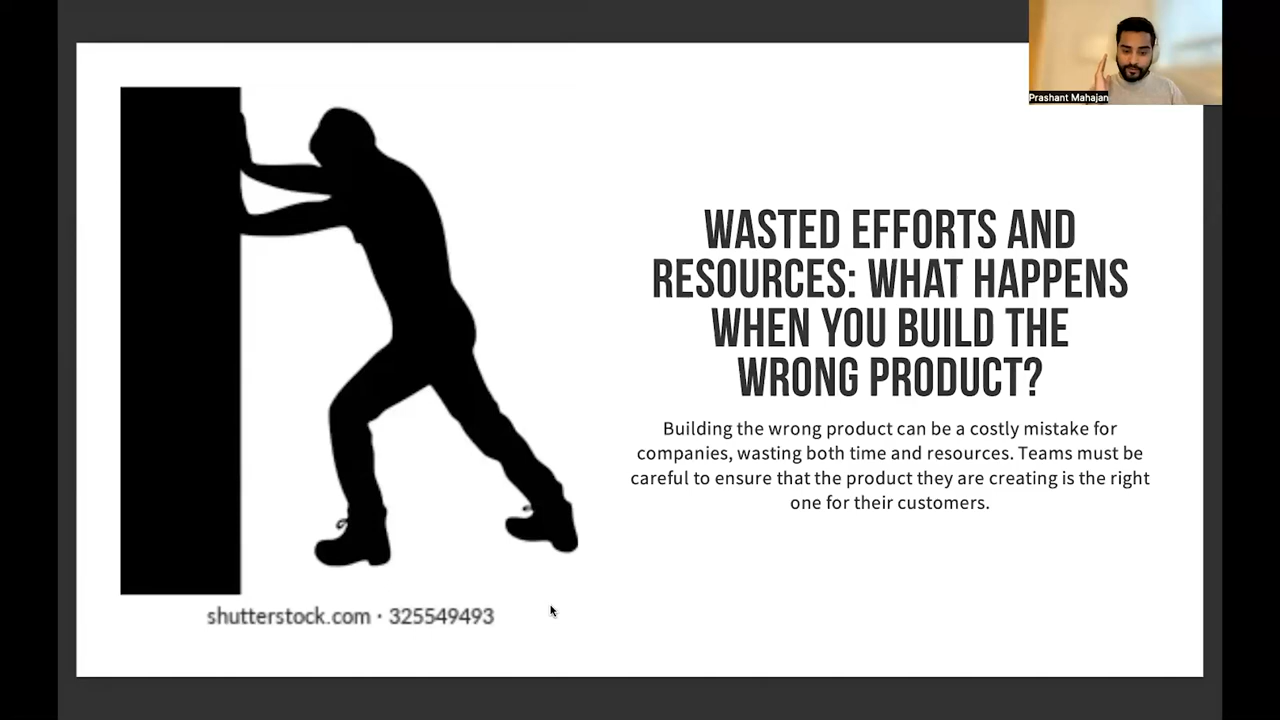 Prashant Mahajan
WASTED EFFORTS AND
RESOURCES: WHAT HAPPENS
WHEN YOU BUILD THE
WRONG PRODUCT?
Building the wrong product can be a costly mistake for
companies, wasting both time and resources. Teams must be
careful to ensure that the product they are creating is the right
one for their customers.
shutterstock.com · 325549493